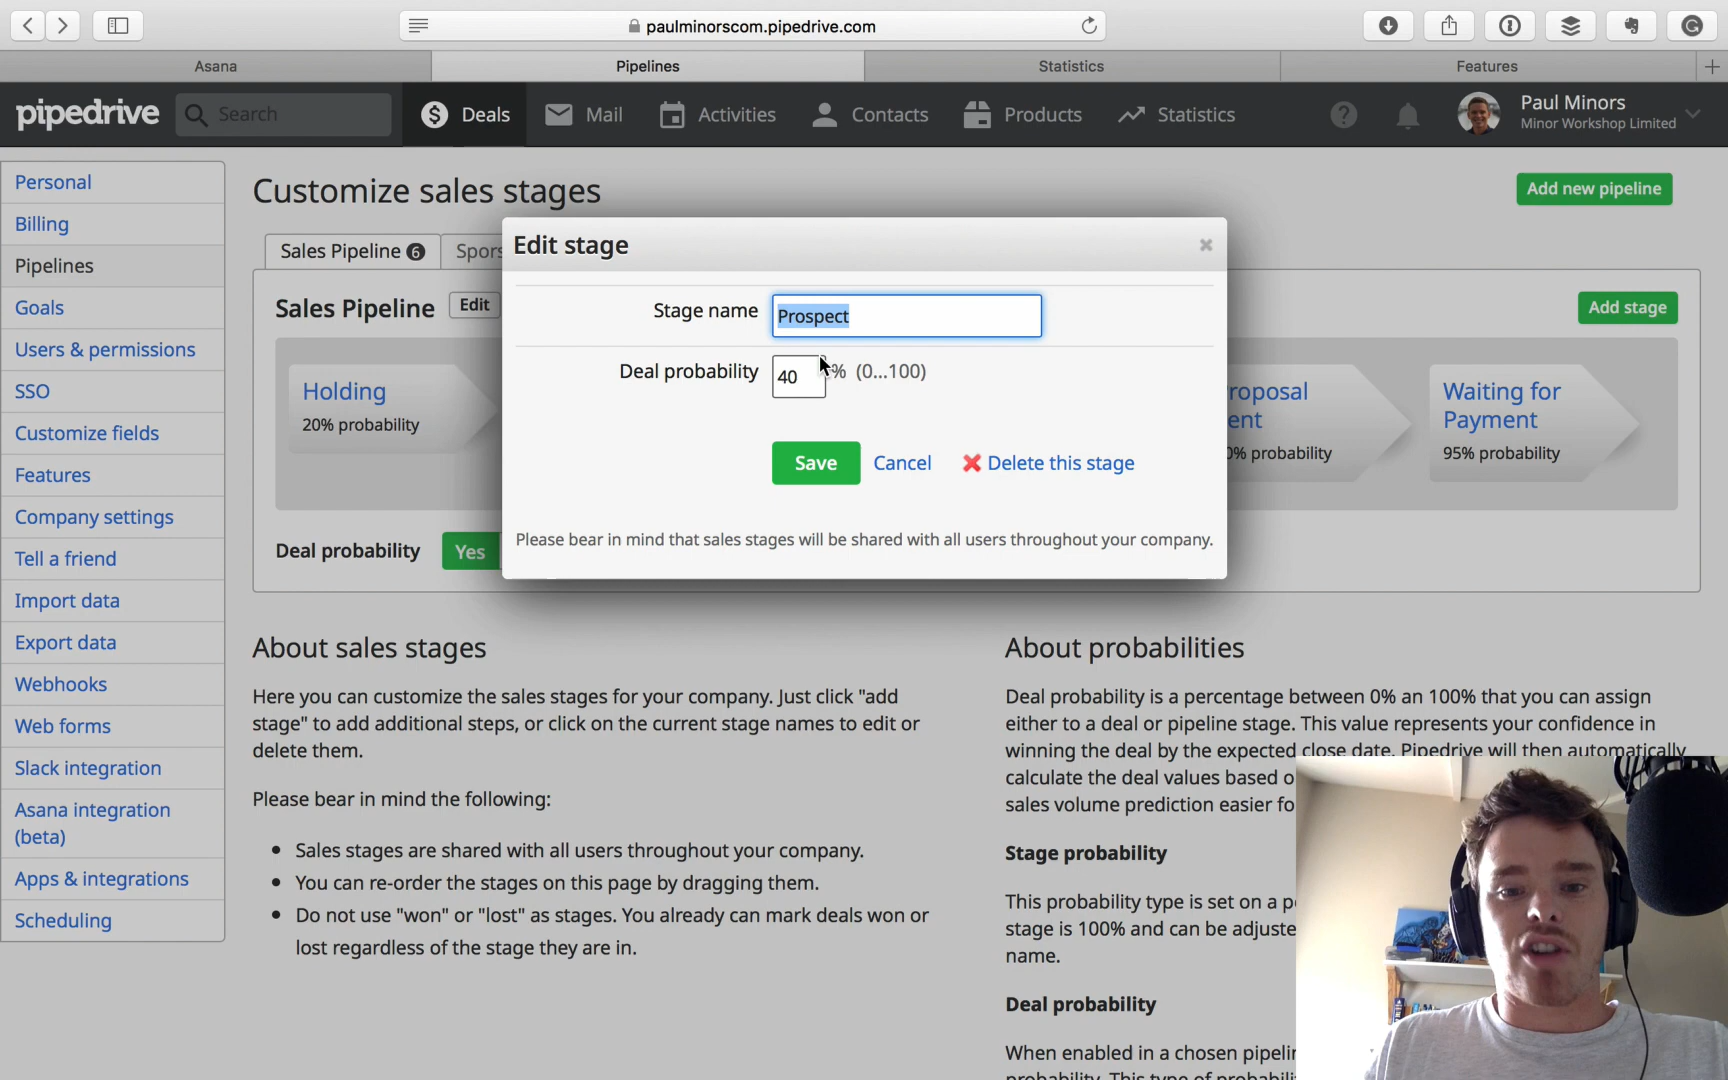 paulminorscom.pipedrive.com
Asana
Pipelines
Statistics
Features
pipedrive
Search
Deals
Mail
Activities
Contacts
Products
Statistics
Paul Minors
Minor Workshop Limited
Personal
Billing
Pipelines
Goals
Users & permissions
SSO
Customize fields
Features
Company settings
Tell a friend
Import data
Export data
Webhooks
Web forms
Slack integration
Asana integration
(beta)
Apps & integrations
Scheduling
Customize sales stages
Add new pipeline
Sales Pipeline 6
Spors
Sales Pipeline
Edit
Add stage
Holding
20% probability
roposal
ent
0% probability
Waiting for
Payment
95% probability
Deal probability
Yes
Edit stage
Stage name
Prospect
Deal probability
40
% (0...100)
Save
Cancel
Delete this stage
Please bear in mind that sales stages will be shared with all users throughout your company.
About sales stages
Here you can customize the sales stages for your company. Just click "add
stage" to add additional steps, or click on the current stage names to edit or
delete them.
Please bear in mind the following:
• Sales stages are shared with all users throughout your company.
• You can re-order the stages on this page by dragging them.
• Do not use "won" or "lost" as stages. You already can mark deals won or
lost regardless of the stage they are in.
About probabilities
Deal probability is a percentage between 0% an 100% that you can assign
either to a deal or pipeline stage. This value represents your confidence in
winning the deal by the expected close date. Pipedrive will then automatically
calculate the deal values based o
sales volume prediction easier fo
Stage probability
This probability type is set on a p
stage is 100% and can be adjuste
name.
Deal probability
When enabled in a chosen pipelin
probability. This type of probabili